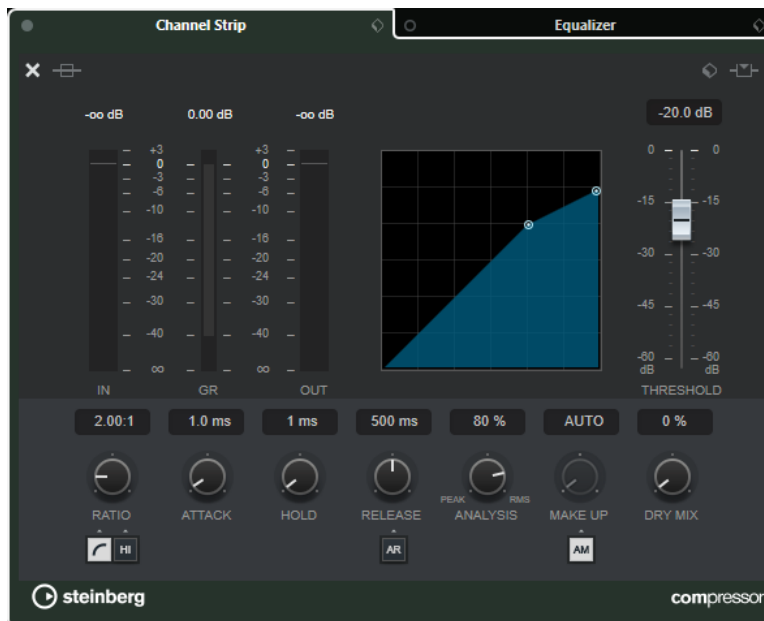 Channel Strip
Equalizer
-oo dB 0.00 dB -oo dB -20.0 dB
+3 +3 0 0
0 0
-3 -3
-6 -6
-10 -10 -15 -15
-16 -16
-20 -20 -30 -30
-24 -24
-30 -30 -45 -45
-40 -40
∞ ∞ -60 -60
dB dB
IN GR OUT THRESHOLD
2.00:1 1.0 ms 1 ms 500 ms 80 % AUTO 0 %
PEAK RMS
RATIO ATTACK HOLD RELEASE ANALYSIS MAKE UP DRY MIX
HI AR AM
steinberg compressor